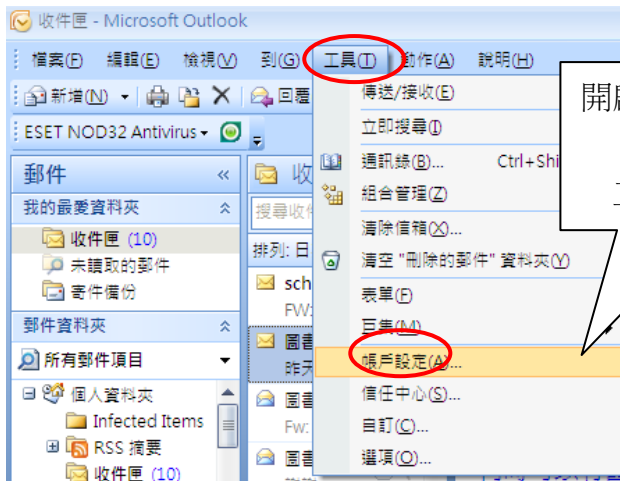 收件匣 - Microsoft Outlook
檔案(F) 編輯(E) 檢視(V) 到(G) 工具(T) 動作(A) 說明(H)
新增(N) 回覆
ESET NOD32 Antivirus
郵件
我的最愛資料夾
收件匣 (10)
未讀取的郵件
寄件備份
郵件資料夾
所有郵件項目
個人資料夾
Infected Items
RSS 摘要
收件匣 (10)
收
搜尋收件
排列: 日
sch
FW:
圖書
昨天
圖書
Fw:
圖書
傳送/接收(E)
立即搜尋(I)
通訊錄(B)... Ctrl+Shi
組合管理(Z)
清除信箱(X)...
清空 "刪除的郵件" 資料夾(Y)
表單(F)
巨集(M)
帳戶設定(A)...
信任中心(S)...
自訂(C)...
選項(O)...
開